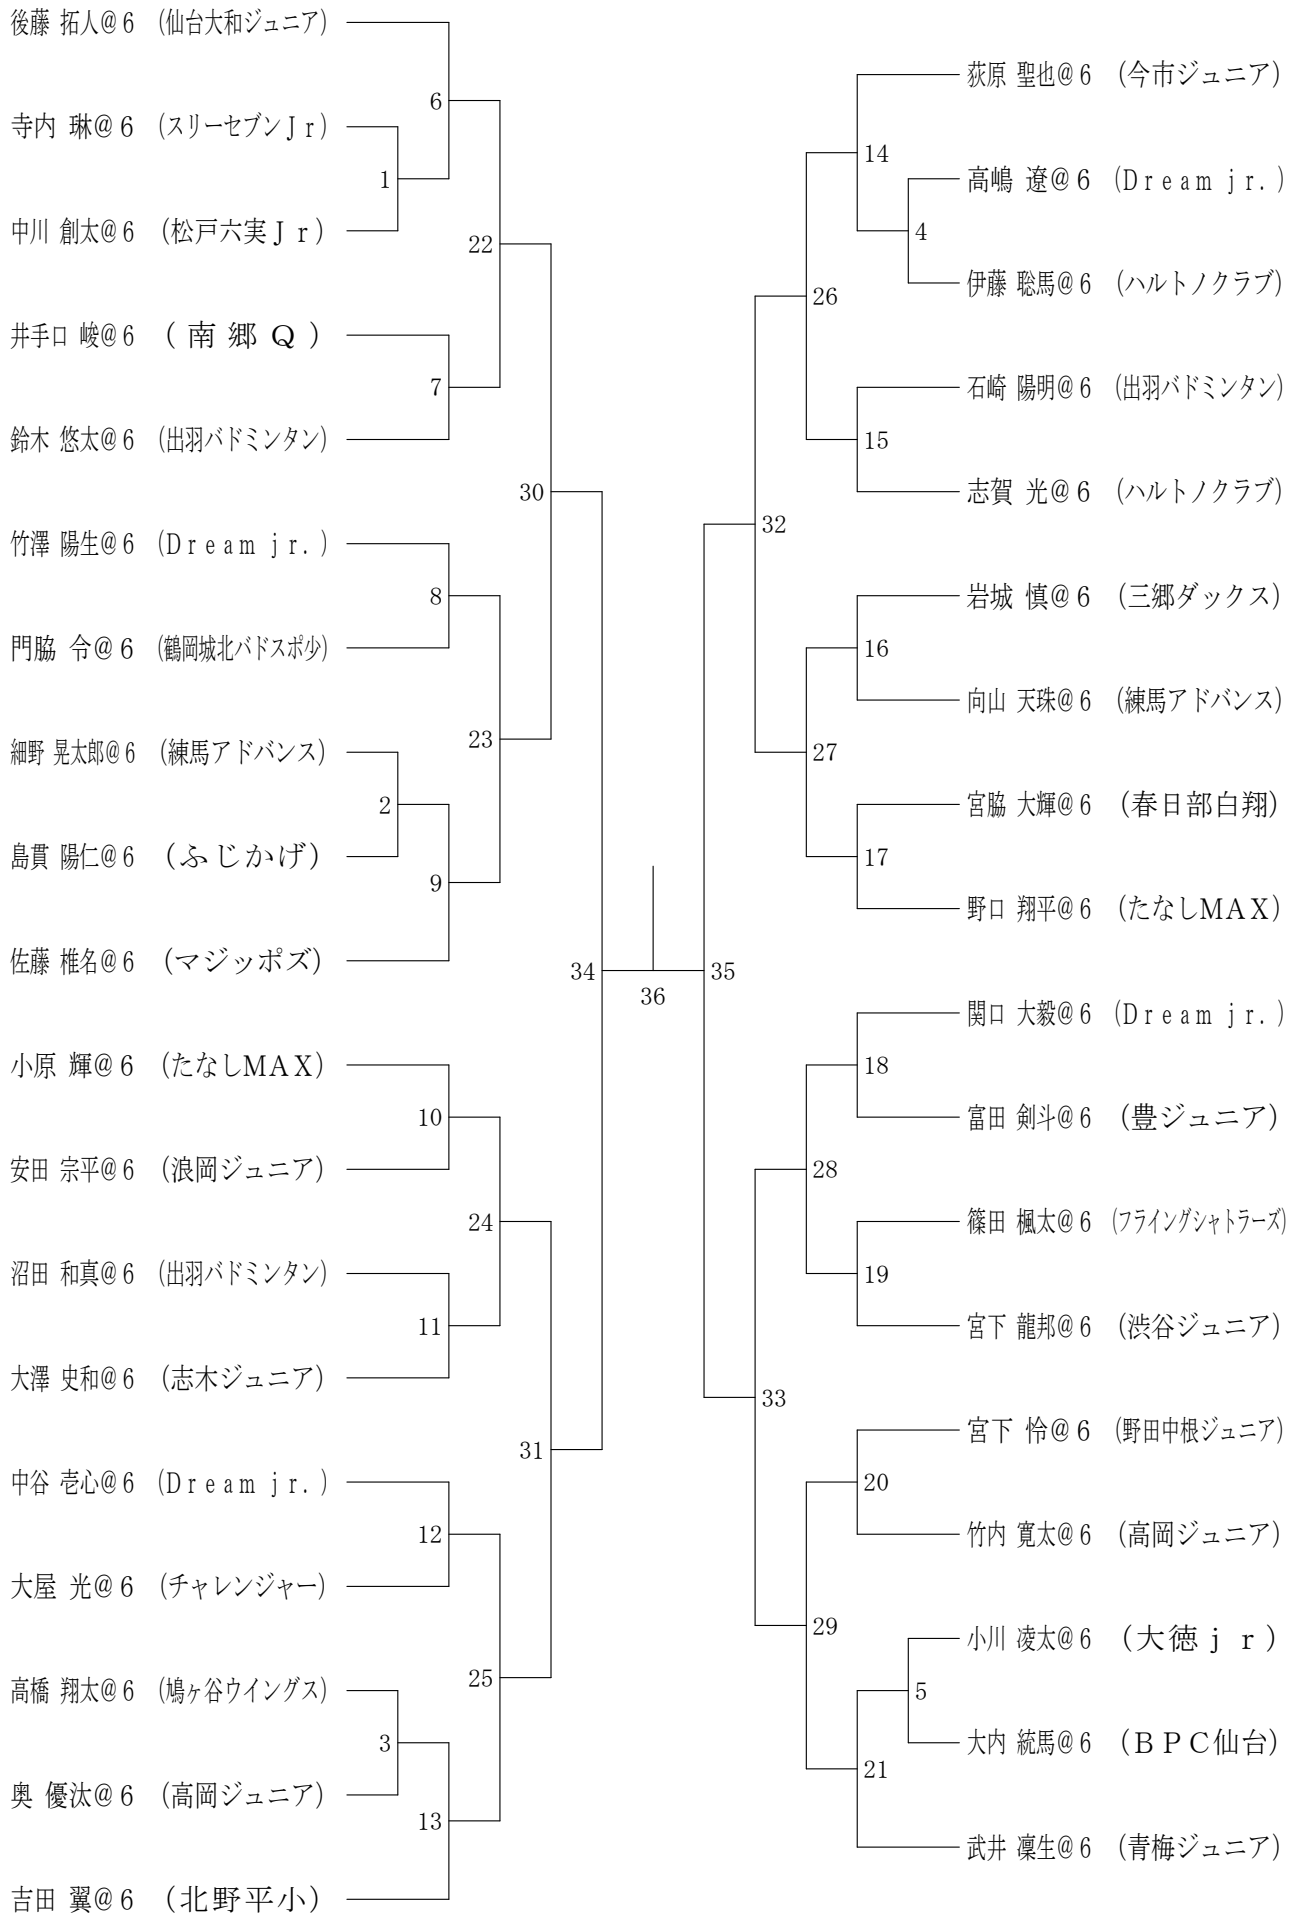 後藤 拓人@6 (仙台大和ジュニア)
寺内 琳@6 (スリーセブンJr)
中川 創太@6 (松戸六実Jr)
井手口 峻@6 (南郷Q)
鈴木 悠太@6 (出羽バドミンタン)
竹澤 陽生@6 (Dream jr.)
門脇 令@6 (鶴岡城北バドスポ少)
細野 晃太郎@6 (練馬アドバンス)
島貫 陽仁@6 (ふじかげ)
佐藤 椎名@6 (マジッポズ)
小原 輝@6 (たなしMAX)
安田 宗平@6 (浪岡ジュニア)
沼田 和真@6 (出羽バドミンタン)
大澤 史和@6 (志木ジュニア)
中谷 壱心@6 (Dream jr.)
大屋 光@6 (チャレンジャー)
高橋 翔太@6 (鳩ヶ谷ウイングス)
奥 優汰@6 (高岡ジュニア)
吉田 翼@6 (北野平小)
1
2
3
6
7
8
9
10
11
12
13
22
23
24
25
30
31
34
36
35
32
33
26
27
28
29
14
15
16
17
18
19
20
21
4
5
荻原 聖也@6 (今市ジュニア)
高嶋 遼@6 (Dream jr.)
伊藤 聡馬@6 (ハルトノクラブ)
石崎 陽明@6 (出羽バドミンタン)
志賀 光@6 (ハルトノクラブ)
岩城 慎@6 (三郷ダックス)
向山 天珠@6 (練馬アドバンス)
宮脇 大輝@6 (春日部白翔)
野口 翔平@6 (たなしMAX)
関口 大毅@6 (Dream jr.)
富田 剣斗@6 (豊ジュニア)
篠田 楓太@6 (フライングシャトラーズ)
宮下 龍邦@6 (渋谷ジュニア)
宮下 怜@6 (野田中根ジュニア)
竹内 寛太@6 (高岡ジュニア)
小川 凌太@6 (大徳jr)
大内 統馬@6 (BPC仙台)
武井 凜生@6 (青梅ジュニア)